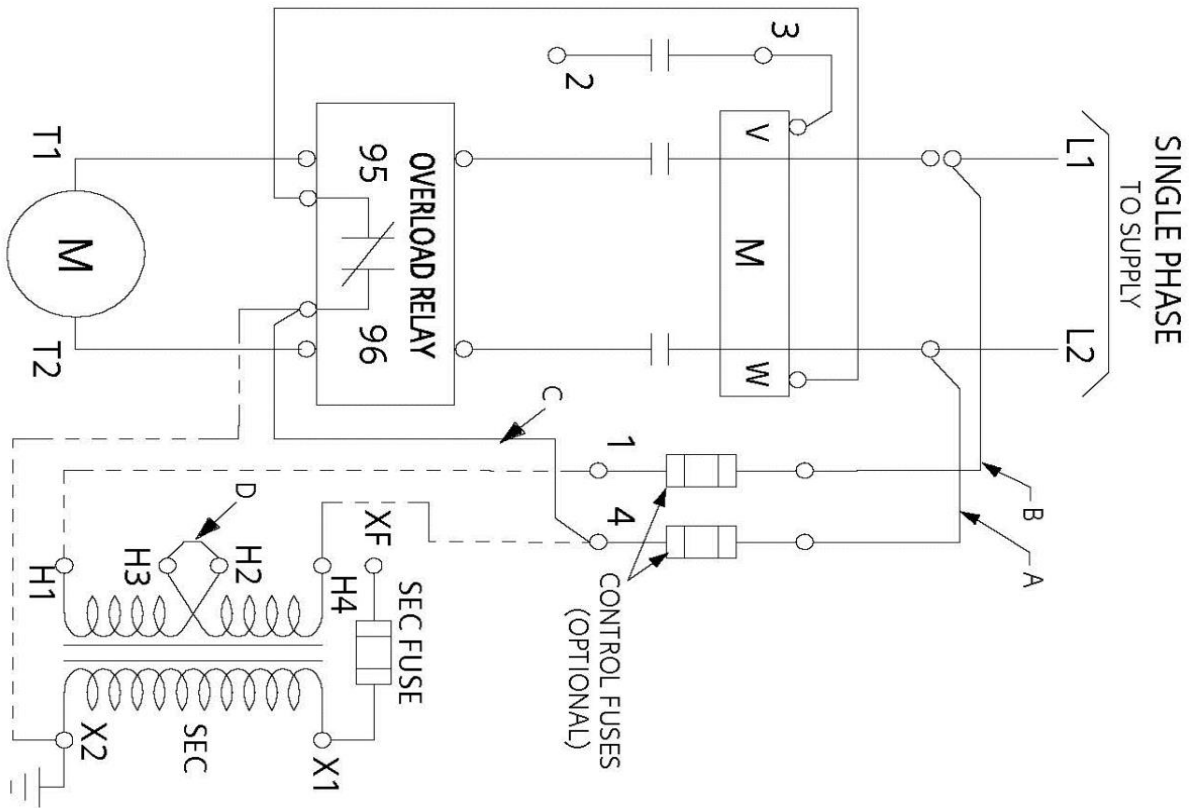 SINGLE PHASE
TO SUPPLY
L1
L2
B
A
3
2
V
M
W
1
4
CONTROL FUSES
(OPTIONAL)
OVERLOAD RELAY
95
96
C
T1
T2
M
D
XF
SEC FUSE
H1
H3
H2
H4
X2
SEC
X1